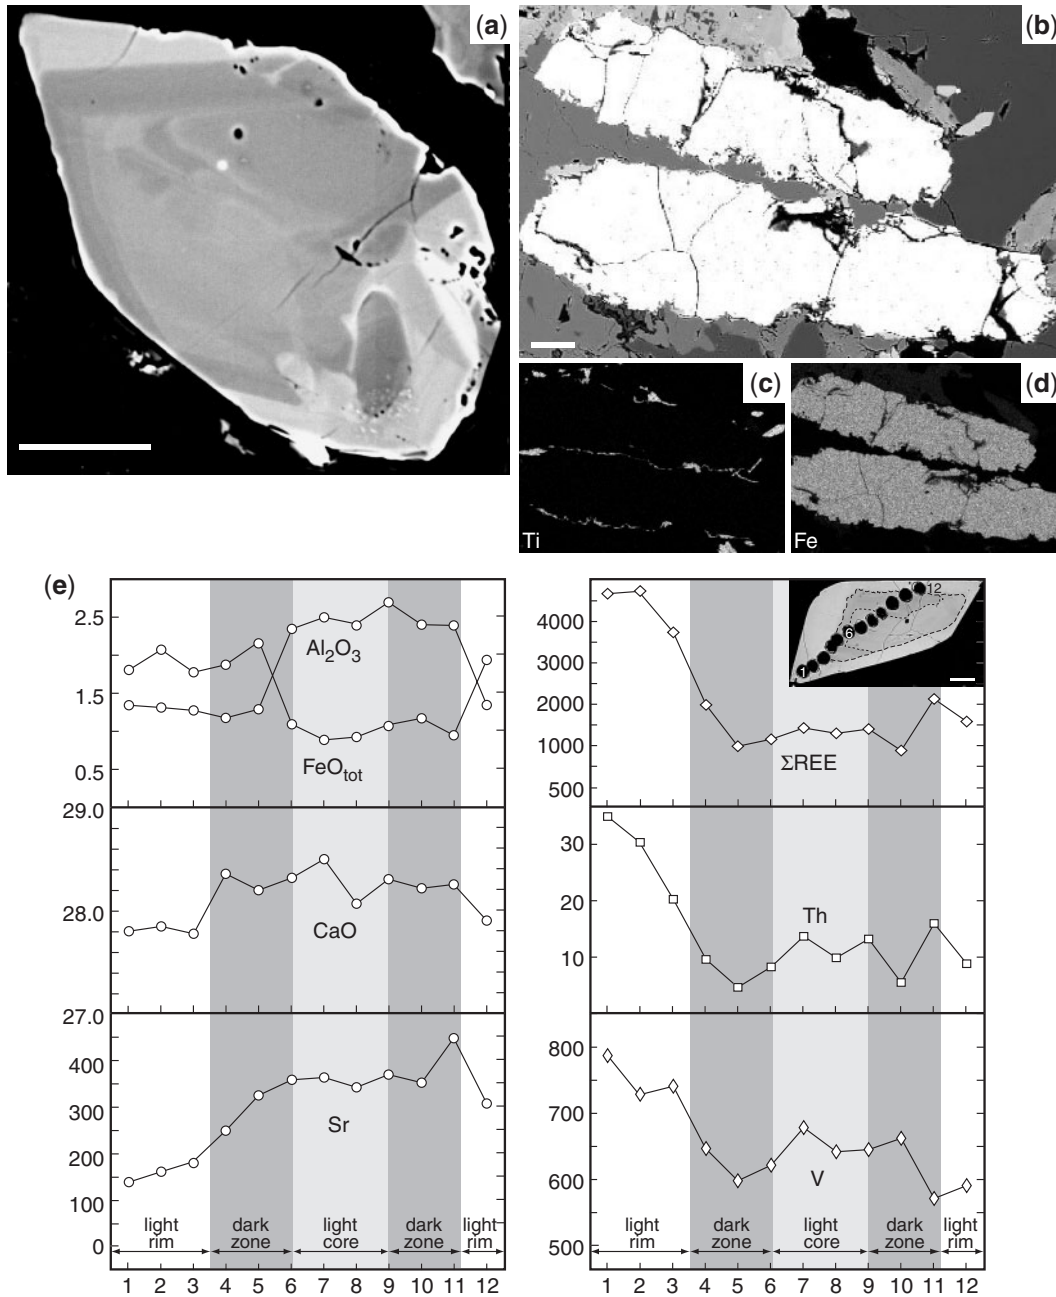 (a)
(b)
(c)
(d)
Ti
Fe
(e)
2.5
1.5
0.5
Al2O3
FeOtot
29.0
28.0
27.0
CaO
400
300
200
100
0
Sr
light rim
dark zone
light core
dark zone
light rim
1 2 3 4 5 6 7 8 9 10 11 12
4000
3000
2000
1000
500
ΣREE
1
6
12
30
20
10
Th
800
700
600
500
V
light rim
dark zone
light core
dark zone
light rim
1 2 3 4 5 6 7 8 9 10 11 12